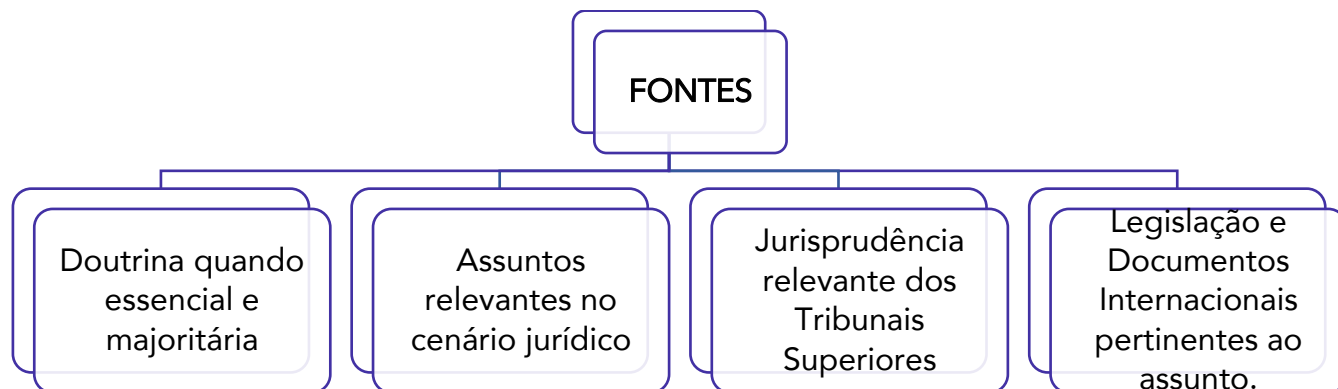 FONTES
Doutrina quando
essencial e
majoritária
Assuntos
relevantes no
cenário jurídico
Jurisprudência
relevante dos
Tribunais
Superiores
Legislação e
Documentos
Internacionais
pertinentes ao
assunto.